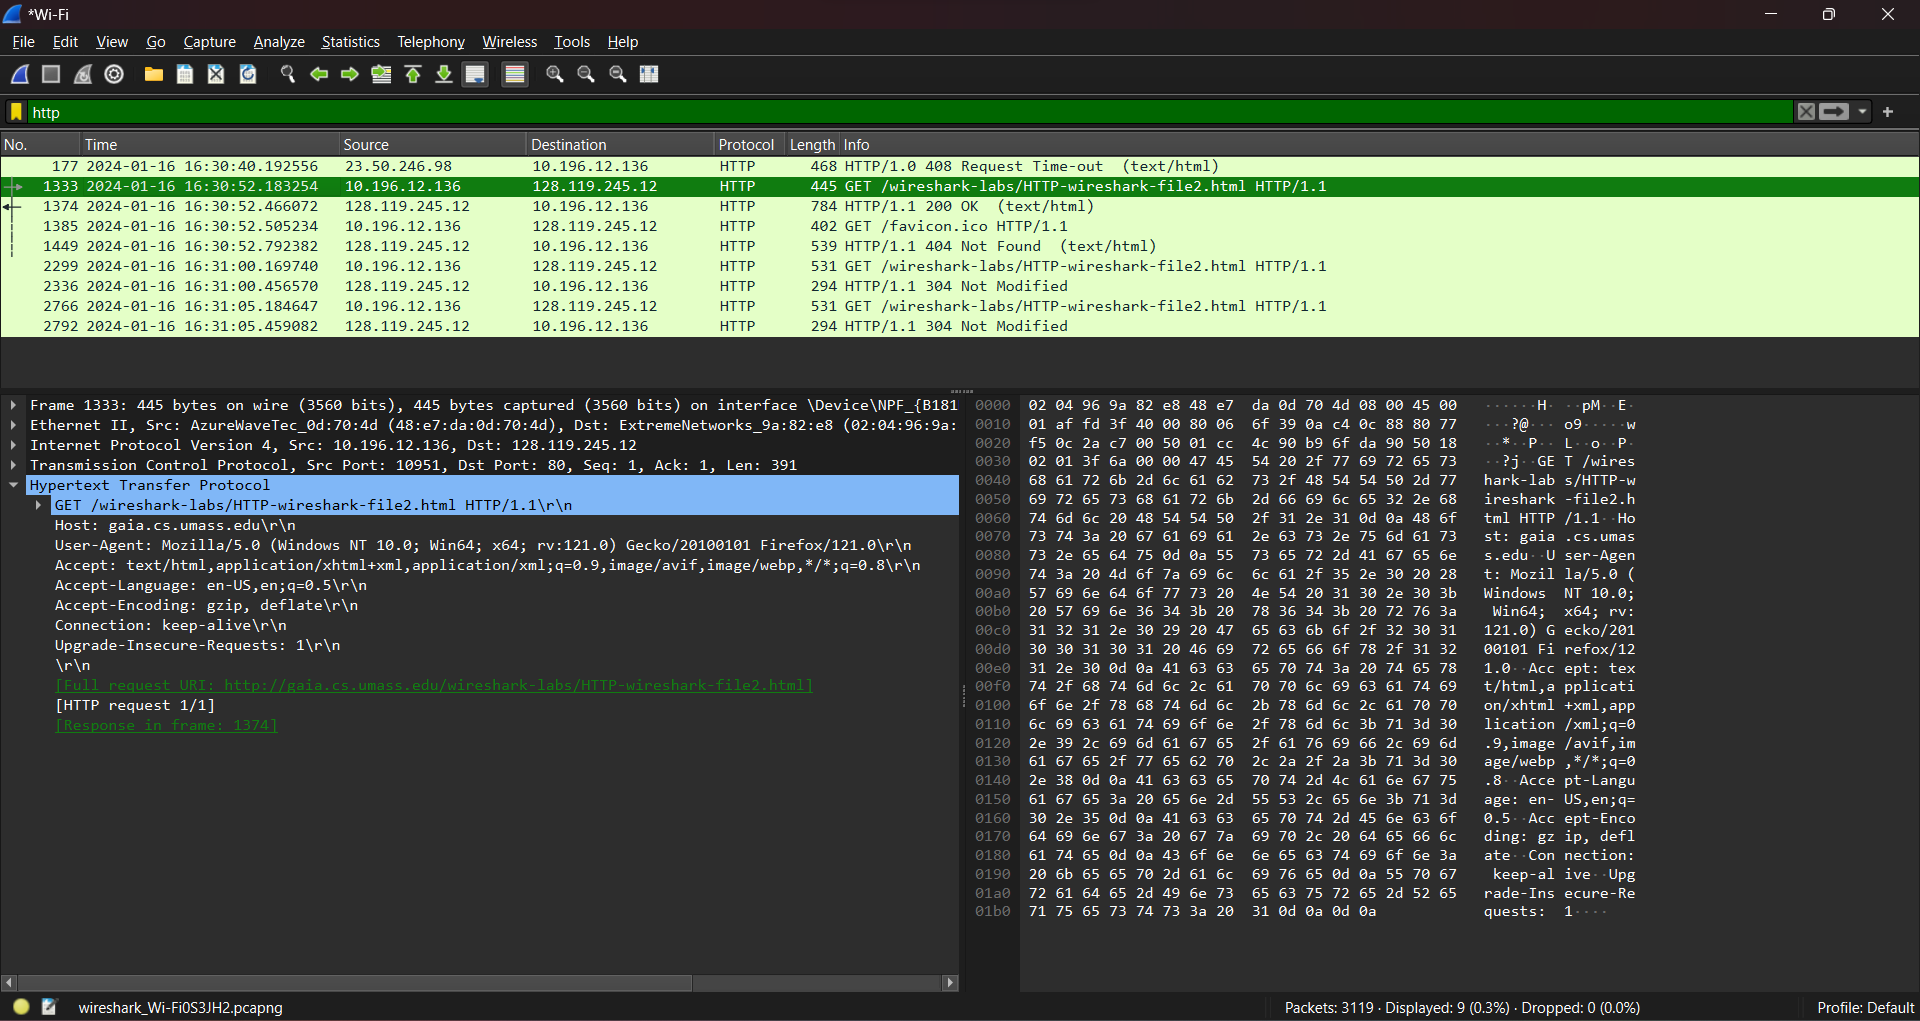 *Wi-Fi
File Edit View Go Capture Analyze Statistics Telephony Wireless Tools Help
http
No. Time Source Destination Protocol Length Info
177 2024-01-16 16:30:40.192556 23.50.246.98 10.196.12.136 HTTP 468 HTTP/1.0 408 Request Time-out (text/html)
1333 2024-01-16 16:30:52.183254 10.196.12.136 128.119.245.12 HTTP 445 GET /wireshark-labs/HTTP-wireshark-file2.html HTTP/1.1
1374 2024-01-16 16:30:52.466072 128.119.245.12 10.196.12.136 HTTP 784 HTTP/1.1 200 OK (text/html)
1385 2024-01-16 16:30:52.505234 10.196.12.136 128.119.245.12 HTTP 402 GET /favicon.ico HTTP/1.1
1449 2024-01-16 16:30:52.792382 128.119.245.12 10.196.12.136 HTTP 539 HTTP/1.1 404 Not Found (text/html)
2299 2024-01-16 16:31:00.169740 10.196.12.136 128.119.245.12 HTTP 531 GET /wireshark-labs/HTTP-wireshark-file2.html HTTP/1.1
2336 2024-01-16 16:31:00.456570 128.119.245.12 10.196.12.136 HTTP 294 HTTP/1.1 304 Not Modified
2766 2024-01-16 16:31:05.184647 10.196.12.136 128.119.245.12 HTTP 531 GET /wireshark-labs/HTTP-wireshark-file2.html HTTP/1.1
2792 2024-01-16 16:31:05.459082 128.119.245.12 10.196.12.136 HTTP 294 HTTP/1.1 304 Not Modified
Frame 1333: 445 bytes on wire (3560 bits), 445 bytes captured (3560 bits) on interface \Device\NPF_{B181
Ethernet II, Src: AzureWaveTec_0d:70:4d (48:e7:da:0d:70:4d), Dst: ExtremeNetworks_9a:82:e8 (02:04:96:9a:
Internet Protocol Version 4, Src: 10.196.12.136, Dst: 128.119.245.12
Transmission Control Protocol, Src Port: 10951, Dst Port: 80, Seq: 1, Ack: 1, Len: 391
Hypertext Transfer Protocol
GET /wireshark-labs/HTTP-wireshark-file2.html HTTP/1.1\r\n
Host: gaia.cs.umass.edu\r\n
User-Agent: Mozilla/5.0 (Windows NT 10.0; Win64; x64; rv:121.0) Gecko/20100101 Firefox/121.0\r\n
Accept: text/html,application/xhtml+xml,application/xml;q=0.9,image/avif,image/webp,*/*;q=0.8\r\n
Accept-Language: en-US,en;q=0.5\r\n
Accept-Encoding: gzip, deflate\r\n
Connection: keep-alive\r\n
Upgrade-Insecure-Requests: 1\r\n
\r\n
[Full request URI: http://gaia.cs.umass.edu/wireshark-labs/HTTP-wireshark-file2.html]
[HTTP request 1/1]
[Response in frame: 1374]
0000 02 04 96 9a 82 e8 48 e7 da 0d 70 4d 08 00 45 00 ······H· ··pM··E·
0010 01 af fd 3f 40 00 80 06 6f 39 0a c4 0c 88 80 77 ···?@··· o9·····w
0020 f5 0c 2a c7 00 50 01 cc 4c 90 b9 6f da 90 50 18 ··*··P·· L··o··P·
0030 02 01 3f 6a 00 00 47 45 54 20 2f 77 69 72 65 73 ··?j··GE T /wires
0040 68 61 72 6b 2d 6c 61 62 73 2f 48 54 54 50 2d 77 hark-lab s/HTTP-w
0050 69 72 65 73 68 61 72 6b 2d 66 69 6c 65 32 2e 68 ireshark -file2.h
0060 74 6d 6c 20 48 54 54 50 2f 31 2e 31 0d 0a 48 6f tml HTTP /1.1··Ho
0070 73 74 3a 20 67 61 69 61 2e 63 73 2e 75 6d 61 73 st: gaia .cs.umas
0080 73 2e 65 64 75 0d 0a 55 73 65 72 2d 41 67 65 6e s.edu··U ser-Agen
0090 74 3a 20 4d 6f 7a 69 6c 6c 61 2f 35 2e 30 20 28 t: Mozil la/5.0 (
00a0 57 69 6e 64 6f 77 73 20 4e 54 20 31 30 2e 30 3b Windows NT 10.0;
00b0 20 57 69 6e 36 34 3b 20 78 36 34 3b 20 72 76 3a Win64; x64; rv:
00c0 31 32 31 2e 30 29 20 47 65 63 6b 6f 2f 32 30 31 121.0) G ecko/201
00d0 30 30 31 30 31 20 46 69 72 65 66 6f 78 2f 31 32 00101 Fi refox/12
00e0 31 2e 30 0d 0a 41 63 63 65 70 74 3a 20 74 65 78 1.0··Acc ept: tex
00f0 74 2f 68 74 6d 6c 2c 61 70 70 6c 69 63 61 74 69 t/html,a pplicati
0100 6f 6e 2f 78 68 74 6d 6c 2b 78 6d 6c 2c 61 70 70 on/xhtml +xml,app
0110 6c 69 63 61 74 69 6f 6e 2f 78 6d 6c 3b 71 3d 30 lication /xml;q=0
0120 2e 39 2c 69 6d 61 67 65 2f 61 76 69 66 2c 69 6d .9,image /avif,im
0130 61 67 65 2f 77 65 62 70 2c 2a 2f 2a 3b 71 3d 30 age/webp ,*/*;q=0
0140 2e 38 0d 0a 41 63 63 65 70 74 2d 4c 61 6e 67 75 .8··Acce pt-Langu
0150 61 67 65 3a 20 65 6e 2d 55 53 2c 65 6e 3b 71 3d age: en- US,en;q=
0160 30 2e 35 0d 0a 41 63 63 65 70 74 2d 45 6e 63 6f 0.5··Acc ept-Enco
0170 64 69 6e 67 3a 20 67 7a 69 70 2c 20 64 65 66 6c ding: gz ip, defl
0180 61 74 65 0d 0a 43 6f 6e 6e 65 63 74 69 6f 6e 3a ate··Con nection:
0190 20 6b 65 65 70 2d 61 6c 69 76 65 0d 0a 55 70 67 keep-al ive··Upg
01a0 72 61 64 65 2d 49 6e 73 65 63 75 72 65 2d 52 65 rade-Ins ecure-Re
01b0 71 75 65 73 74 73 3a 20 31 0d 0a 0d 0a quests: 1····
wireshark_Wi-Fi0S3JH2.pcapng
Packets: 3119 · Displayed: 9 (0.3%) · Dropped: 0 (0.0%)
Profile: Default